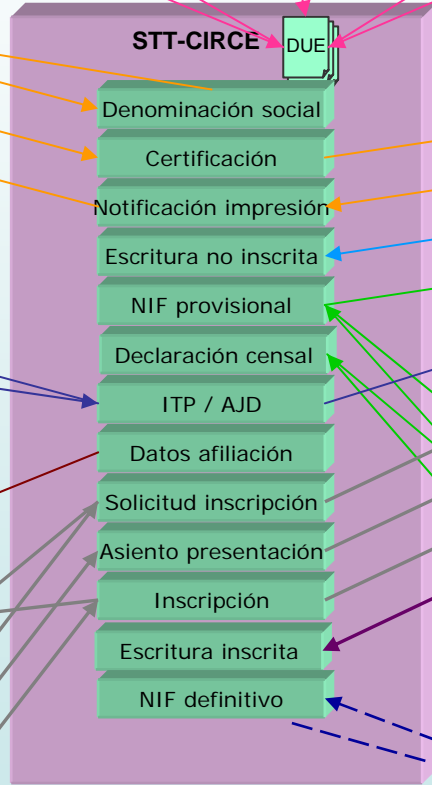 STT-CIRCE
DUE
Denominación social
Certificación
Notificación impresión
Escritura no inscrita
NIF provisional
Declaración censal
ITP / AJD
Datos afiliación
Solicitud inscripción
Asiento presentación
Inscripción
Escritura inscrita
NIF definitivo